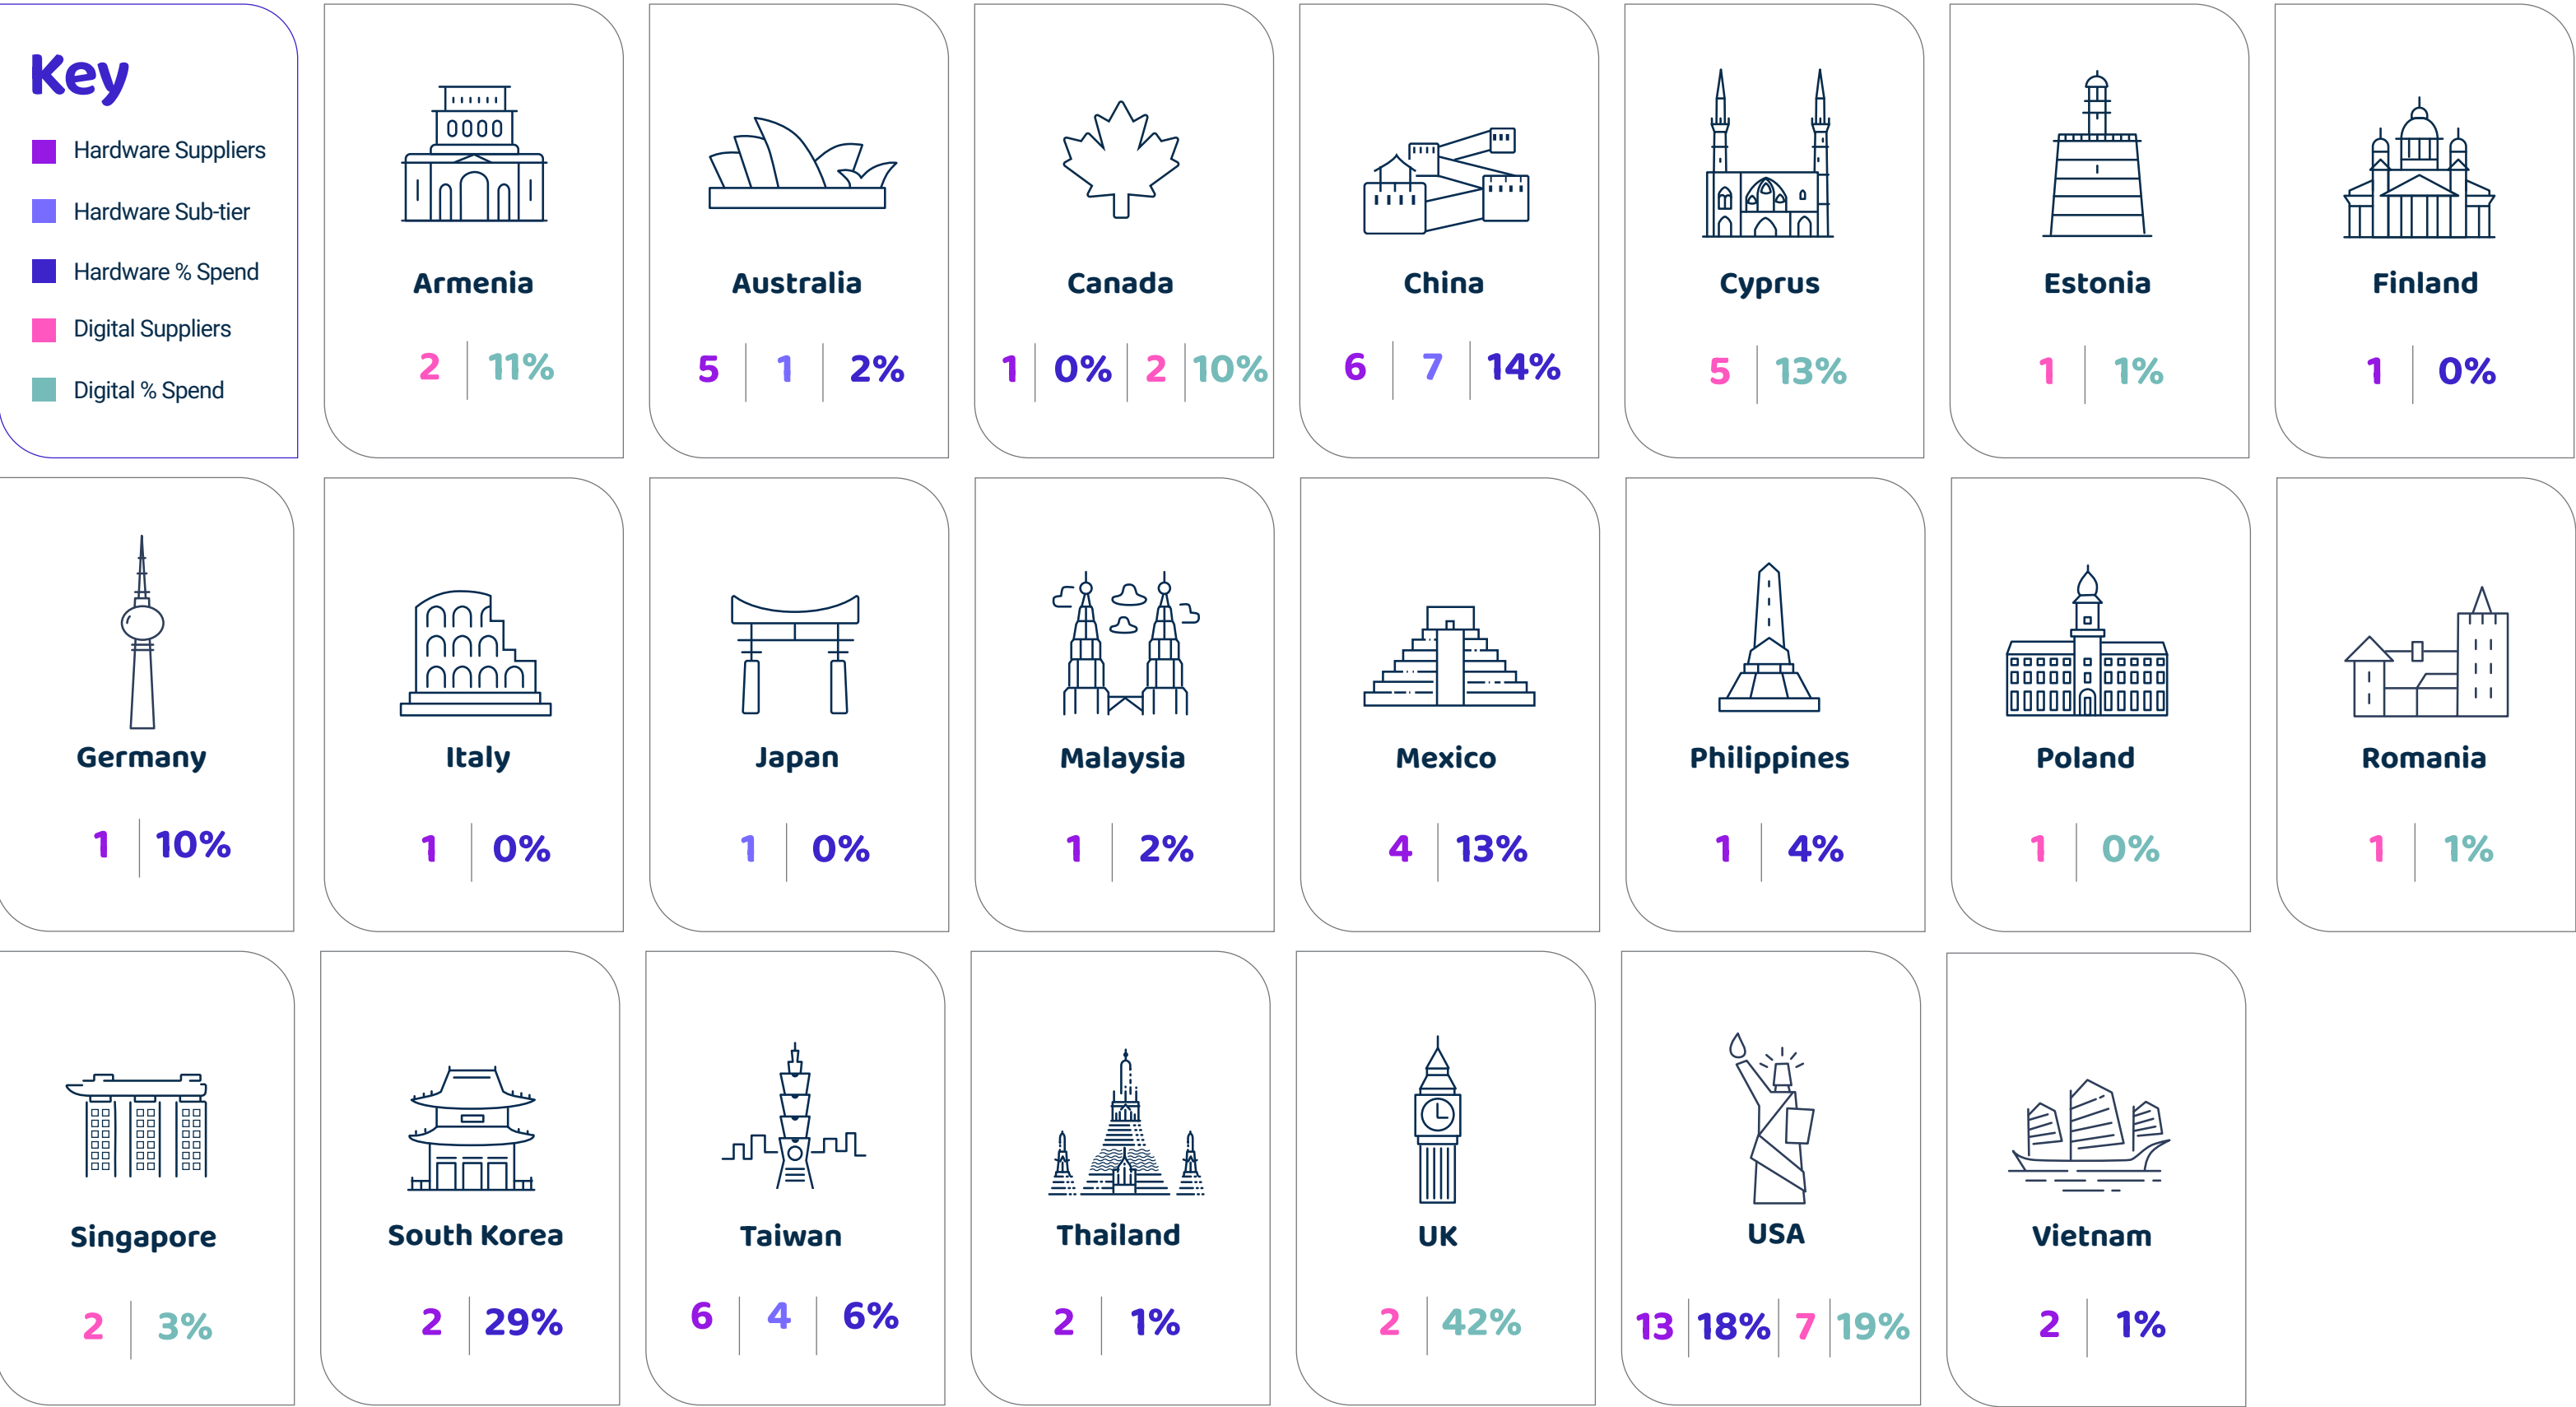 Key
Hardware Suppliers
Hardware Sub-tier
Hardware % Spend
Digital Suppliers
Digital % Spend
Armenia
2 11%
Australia
5 1 2%
Canada
1 0% 2 10%
China
6 7 14%
Cyprus
5 13%
Estonia
1 1%
Finland
1 0%
Germany
1 10%
Italy
1 0%
Japan
1 0%
Malaysia
1 2%
Mexico
4 13%
Philippines
1 4%
Poland
1 0%
Romania
1 1%
Singapore
2 3%
South Korea
2 29%
Taiwan
6 4 6%
Thailand
2 1%
UK
2 42%
USA
13 18% 7 19%
Vietnam
2 1%